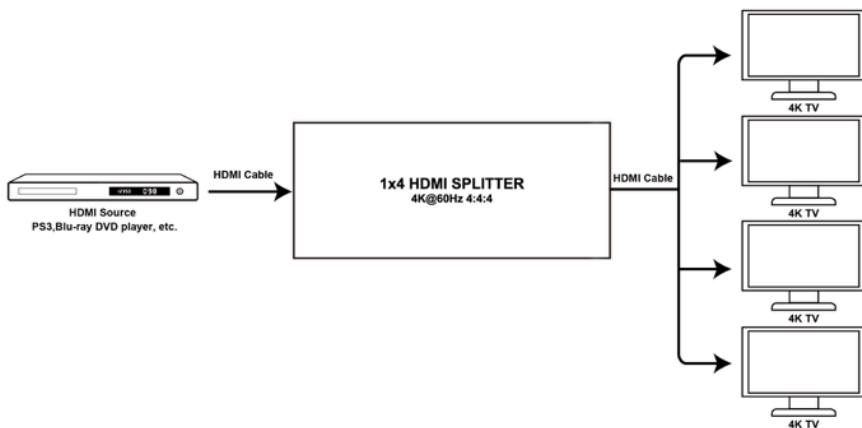 HDMI Source
PS3,Blu-ray DVD player, etc.
HDMI Cable
1x4 HDMI SPLITTER
4K@60Hz 4:4:4
HDMI Cable
4K TV
4K TV
4K TV
4K TV